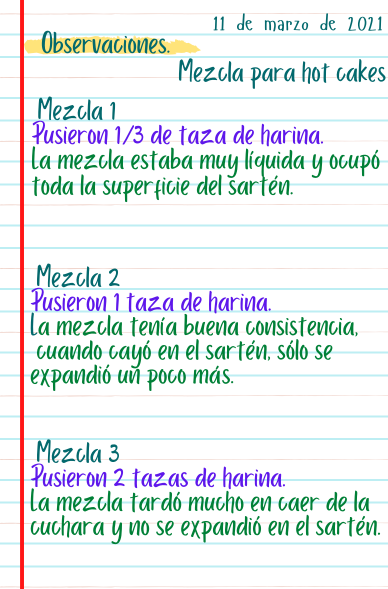 11 de marzo de 2021
Observaciones.
Mezcla para hot cakes
Mezcla 1
Pusieron 1/3 de taza de harina.
La mezcla estaba muy líquida y ocupó
toda la superficie del sartén.
Mezcla 2
Pusieron 1 taza de harina.
La mezcla tenía buena consistencia,
cuando cayó en el sartén, sólo se
expandió un poco más.
Mezcla 3
Pusieron 2 tazas de harina.
La mezcla tardó mucho en caer de la
cuchara y no se expandió en el sartén.